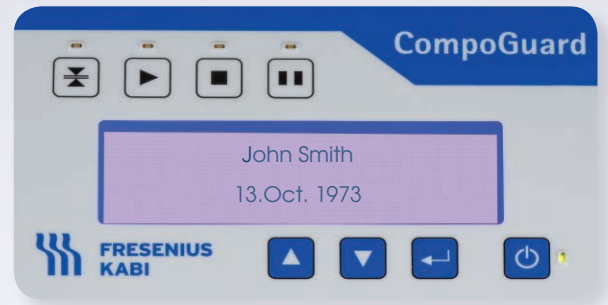 CompoGuard
John Smith
13.Oct. 1973
FRESENIUS
KABI